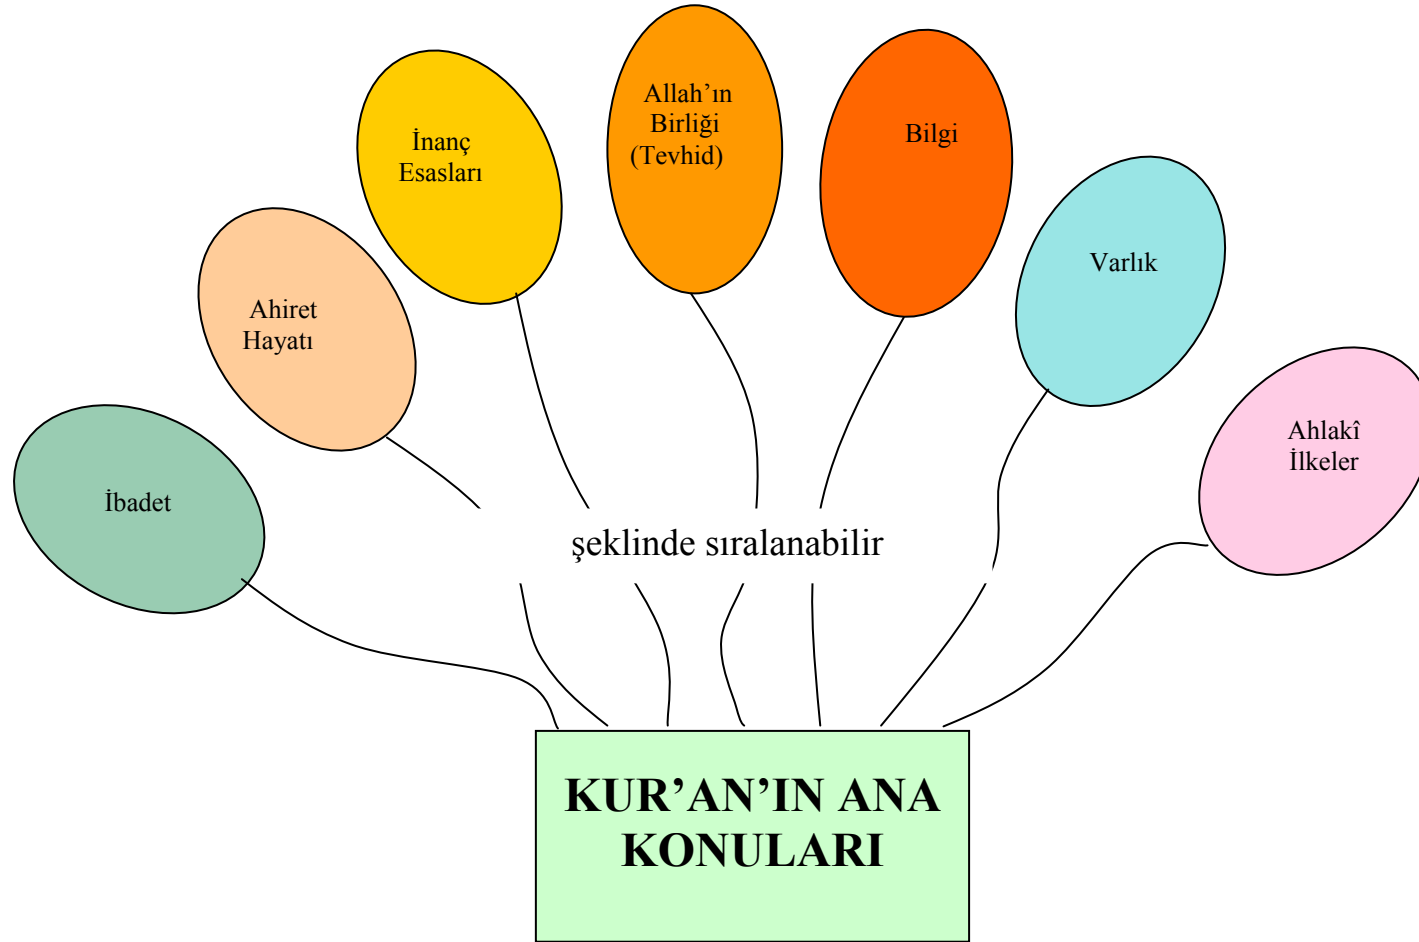 İbadet
Ahiret
Hayatı
İnanç
Esasları
Allah’ın
Birliği
(Tevhid)
Bilgi
Varlık
Ahlakî
İlkeler
şeklinde sıralanabilir
KUR’AN’IN ANA
KONULARI